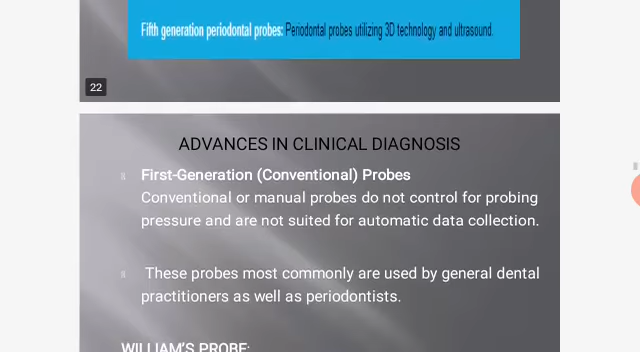 Fifth generation periodontal probes: Periodontal probes utilizing 3D technology and ultrasound.
22
ADVANCES IN CLINICAL DIAGNOSIS
First-Generation (Conventional) Probes
Conventional or manual probes do not control for probing
pressure and are not suited for automatic data collection.
These probes most commonly are used by general dental
practitioners as well as periodontists.
WILLIAM'S PROBE: